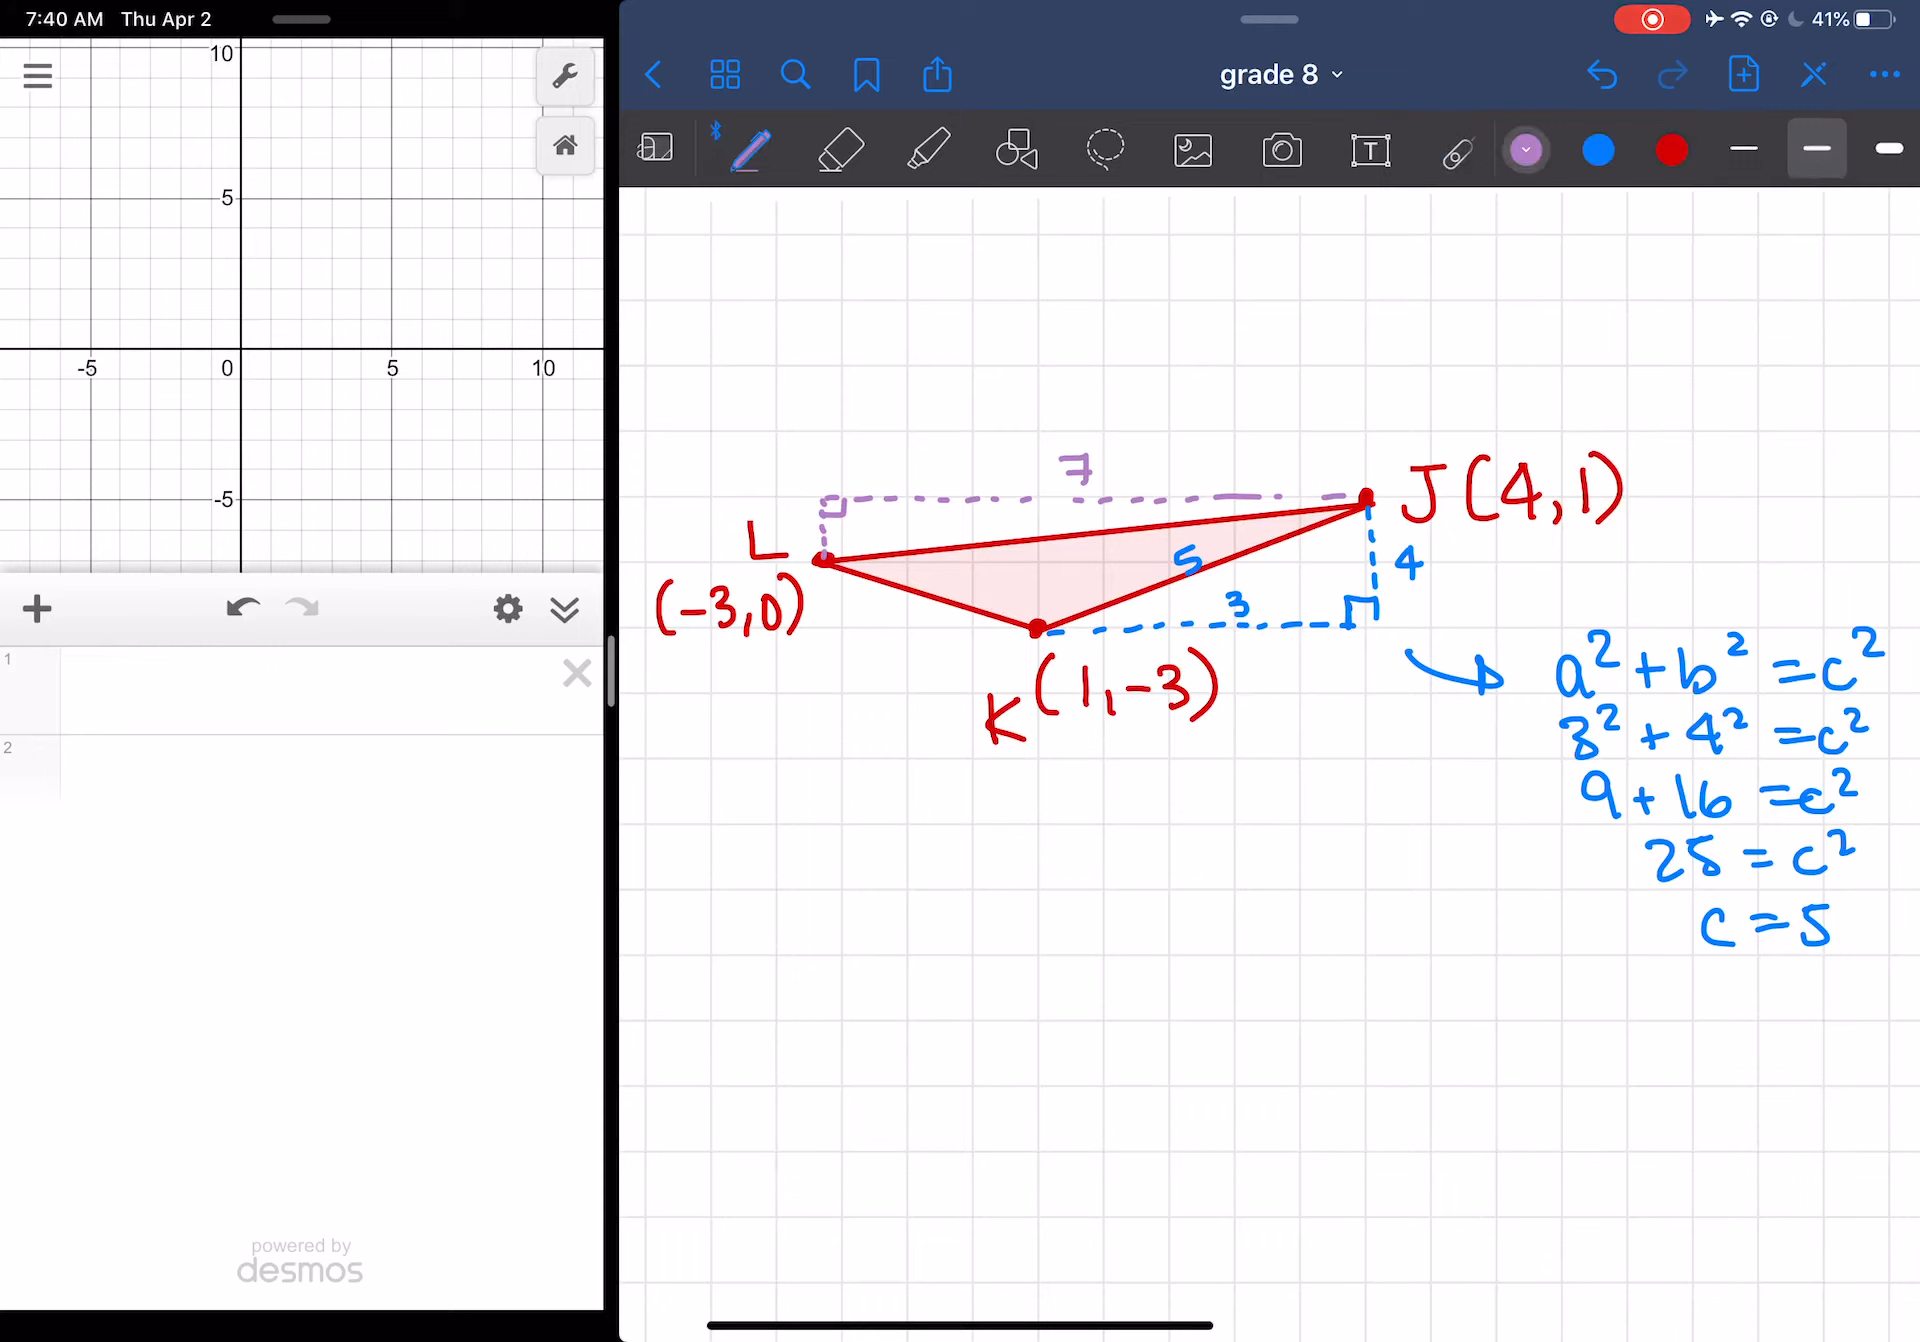 7:40 AM Thu Apr 2
41%
grade 8
T
10
5
-5
0
5
10
-5
1
2
powered by
desmos
7
J (4,1)
L
(-3,0)
5
4
3
K (1,-3)
a² + b² = c²
3² + 4² = c²
9 + 16 = c²
25 = c²
c = 5